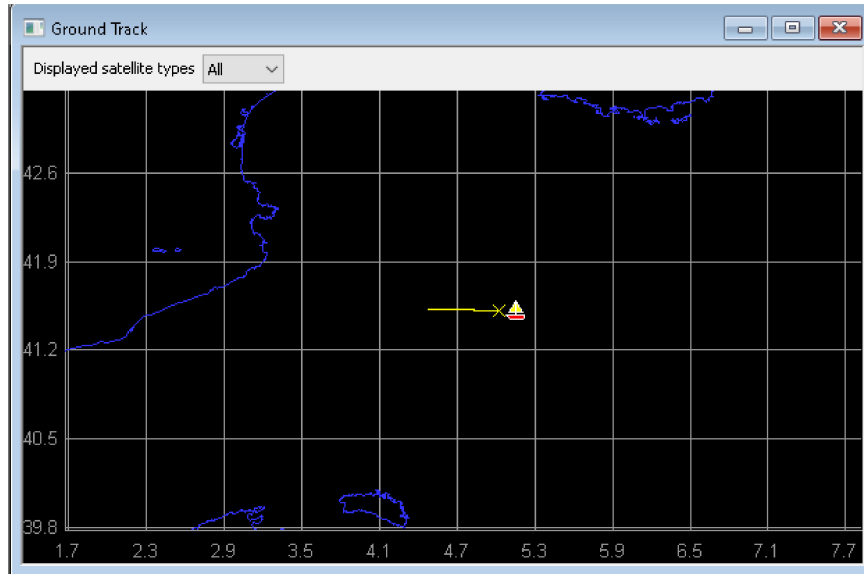 Ground Track
Displayed satellite types All
42.6
41.9
41.2
40.5
39.8
1.7 2.3 2.9 3.5 4.1 4.7 5.3 5.9 6.5 7.1 7.7